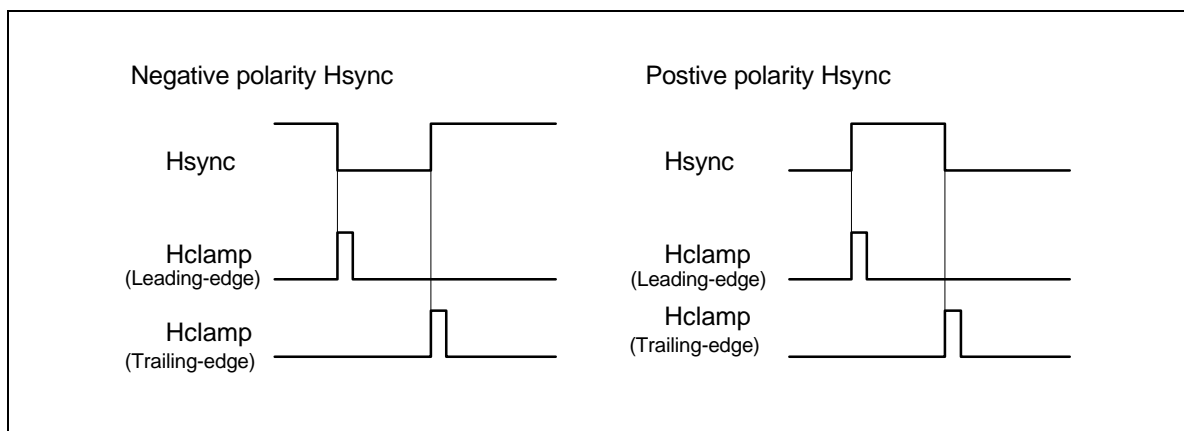 Negative polarity Hsync
Hsync
Hclamp
(Leading-edge)
Hclamp
(Trailing-edge)
Postive polarity Hsync
Hsync
Hclamp
(Leading-edge)
Hclamp
(Trailing-edge)